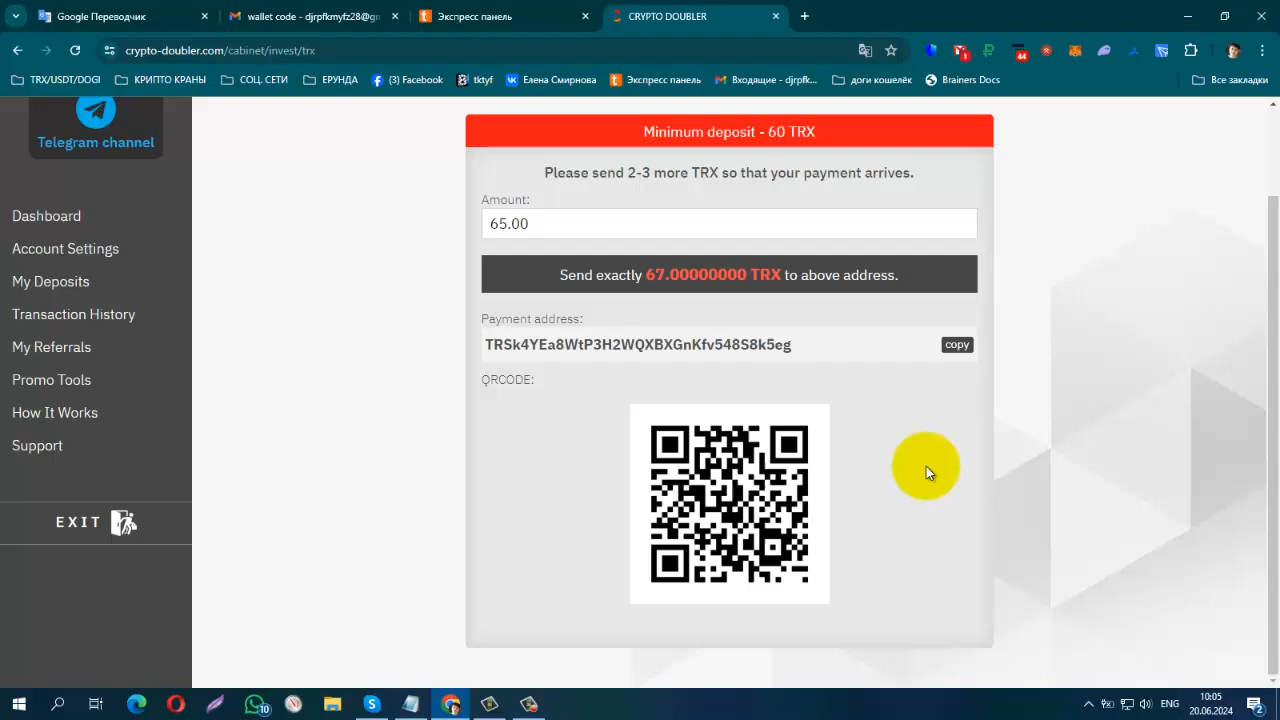 Google Переводчик
wallet code - djrpfkmyfz28@gm
Экспресс панель
CRYPTO DOUBLER
crypto-doubler.com/cabinet/invest/trx
1
44
TRX/USDT/DOGI
КРИПТО КРАНЫ
СОЦ. СЕТИ
ЕРУНДА
(3) Facebook
tktyf
Елена Смирнова
Экспресс панель
Входящие - djrpfk...
доги кошелёк
Brainers Docs
Все закладки
Telegram channel
Dashboard
Account Settings
My Deposits
Transaction History
My Referrals
Promo Tools
How It Works
Support
EXIT
Minimum deposit - 60 TRX
Please send 2-3 more TRX so that your payment arrives.
Amount:
65.00
Send exactly 67.00000000 TRX to above address.
Payment address:
TRSk4YEa8WtP3H2WQXBXGnKfv548S8k5eg
copy
QRCODE:
10
ENG
10:05
20.06.2024
2